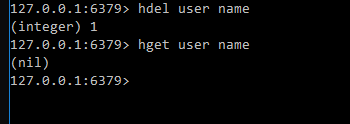 127.0.0.1:6379> hdel user name
(integer) 1
127.0.0.1:6379> hget user name
(nil)
127.0.0.1:6379>